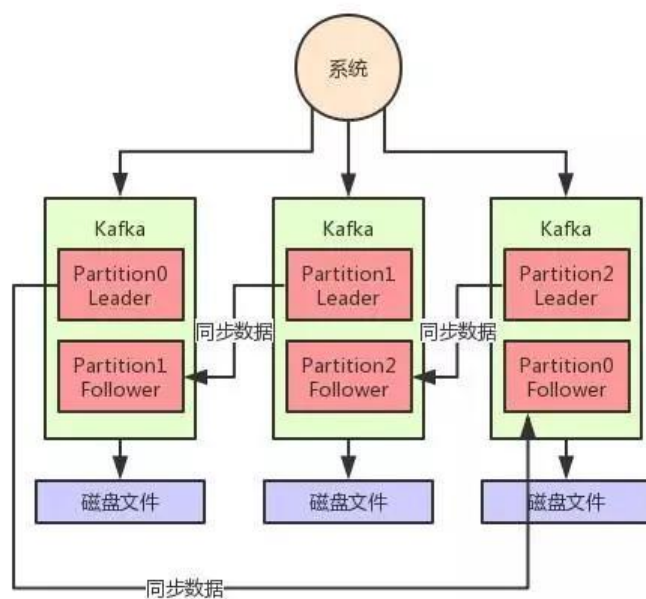 系统
Kafka
Partition0
Leader
Partition1
Follower
Kafka
Partition1
Leader
Partition2
Follower
Kafka
Partition2
Leader
Partition0
Follower
同步数据
同步数据
磁盘文件
磁盘文件
磁盘文件
同步数据